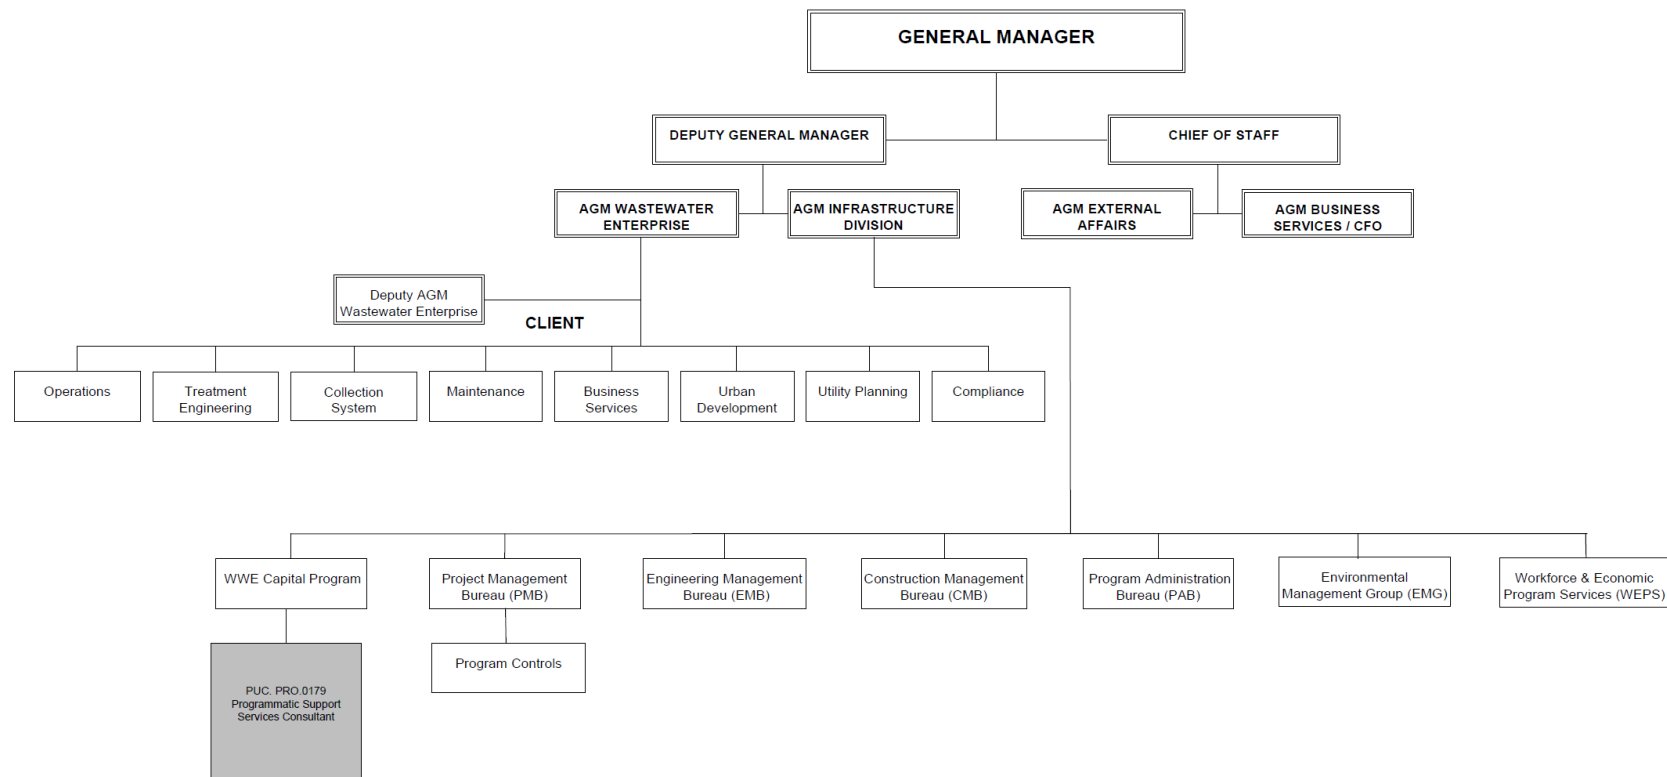 GENERAL MANAGER
DEPUTY GENERAL MANAGER
CHIEF OF STAFF
AGM WASTEWATER
ENTERPRISE
AGM INFRASTRUCTURE
DIVISION
AGM EXTERNAL
AFFAIRS
AGM BUSINESS
SERVICES / CFO
Deputy AGM
Wastewater Enterprise
CLIENT
Operations
Treatment
Engineering
Collection
System
Maintenance
Business
Services
Urban
Development
Utility Planning
Compliance
WWE Capital Program
Project Management
Bureau (PMB)
Engineering Management
Bureau (EMB)
Construction Management
Bureau (CMB)
Program Administration
Bureau (PAB)
Environmental
Management Group (EMG)
Workforce & Economic
Program Services (WEPS)
PUC. PRO.0179
Programmatic Support
Services Consultant
Program Controls